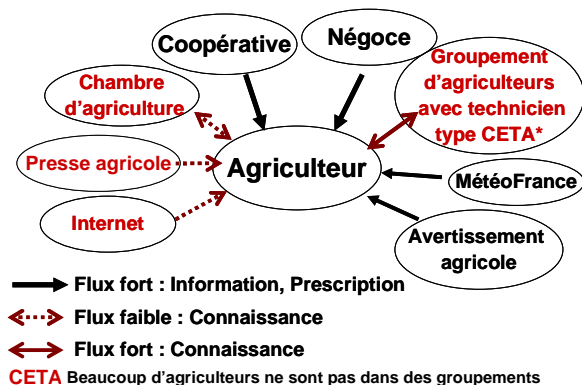 Coopérative
Négoce
Chambre
d'agriculture
Groupement
d'agriculteurs
avec technicien
type CETA*
Presse agricole
Agriculteur
MétéoFrance
Internet
Avertissement
agricole
Flux fort : Information, Prescription
Flux faible : Connaissance
Flux fort : Connaissance
CETA Beaucoup d'agriculteurs ne sont pas dans des groupements